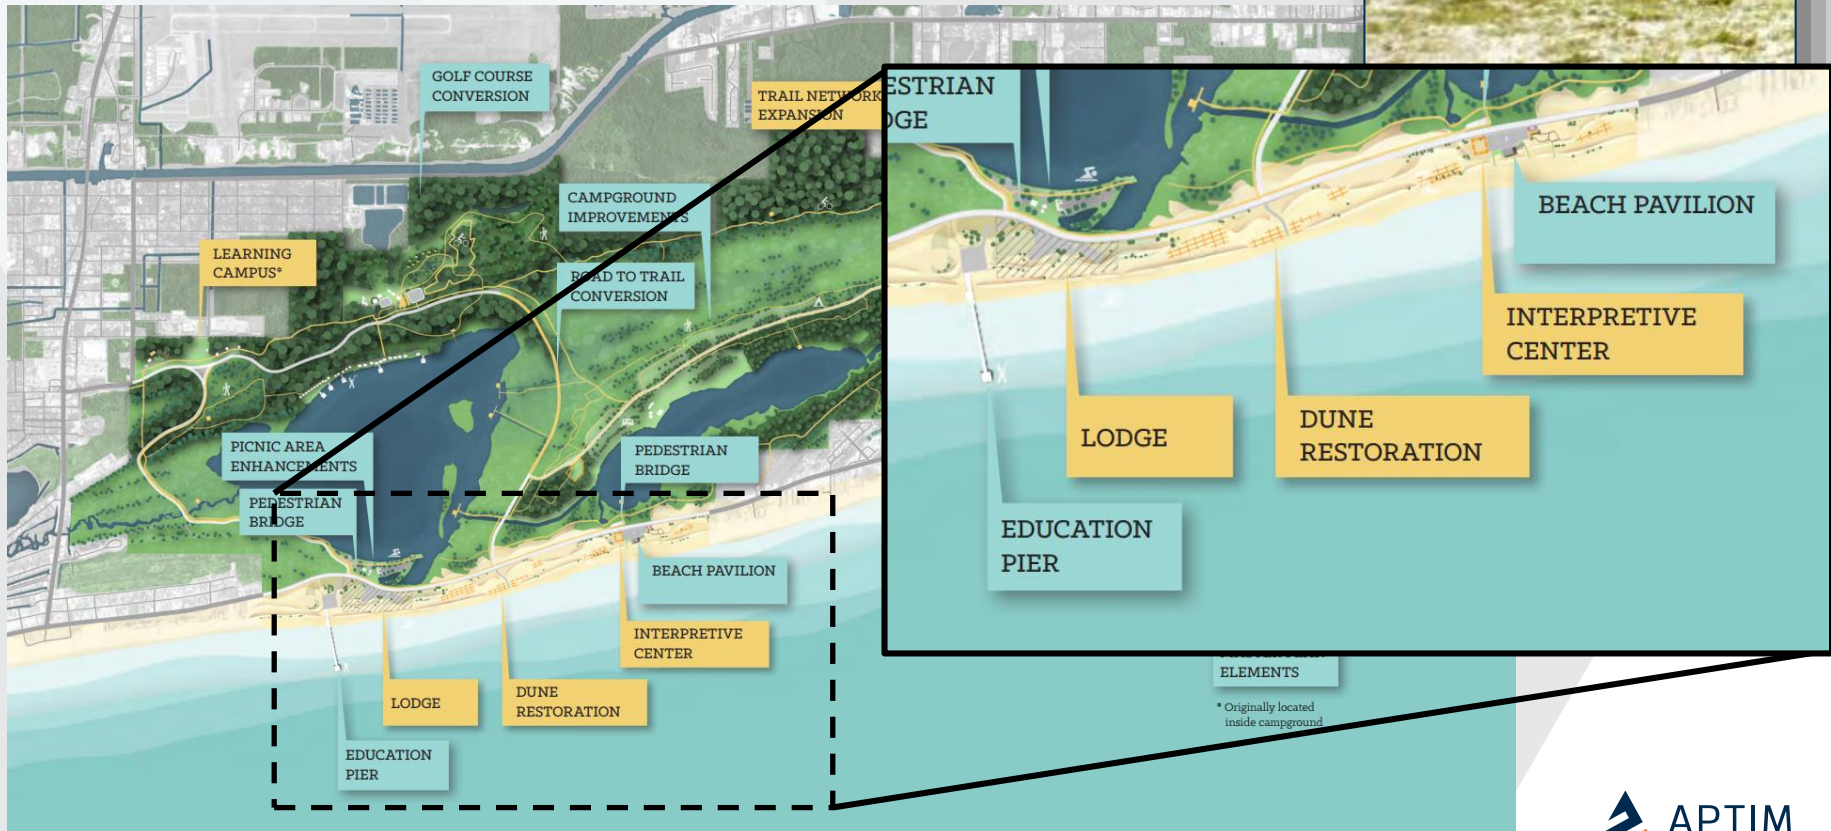 GOLF COURSE
CONVERSION
TRAIL NETWORK
EXPANSION
CAMPGROUND
IMPROVEMENTS
LEARNING
CAMPUS*
ROAD TO TRAIL
CONVERSION
PICNIC AREA
ENHANCEMENTS
PEDESTRIAN
BRIDGE
PEDESTRIAN
BRIDGE
BEACH PAVILION
INTERPRETIVE
CENTER
LODGE
DUNE
RESTORATION
EDUCATION
PIER
ESTRIAN
DGE
BEACH PAVILION
INTERPRETIVE
CENTER
DUNE
RESTORATION
LODGE
EDUCATION
PIER
ELEMENTS
* Originally located
inside campground
APTIM